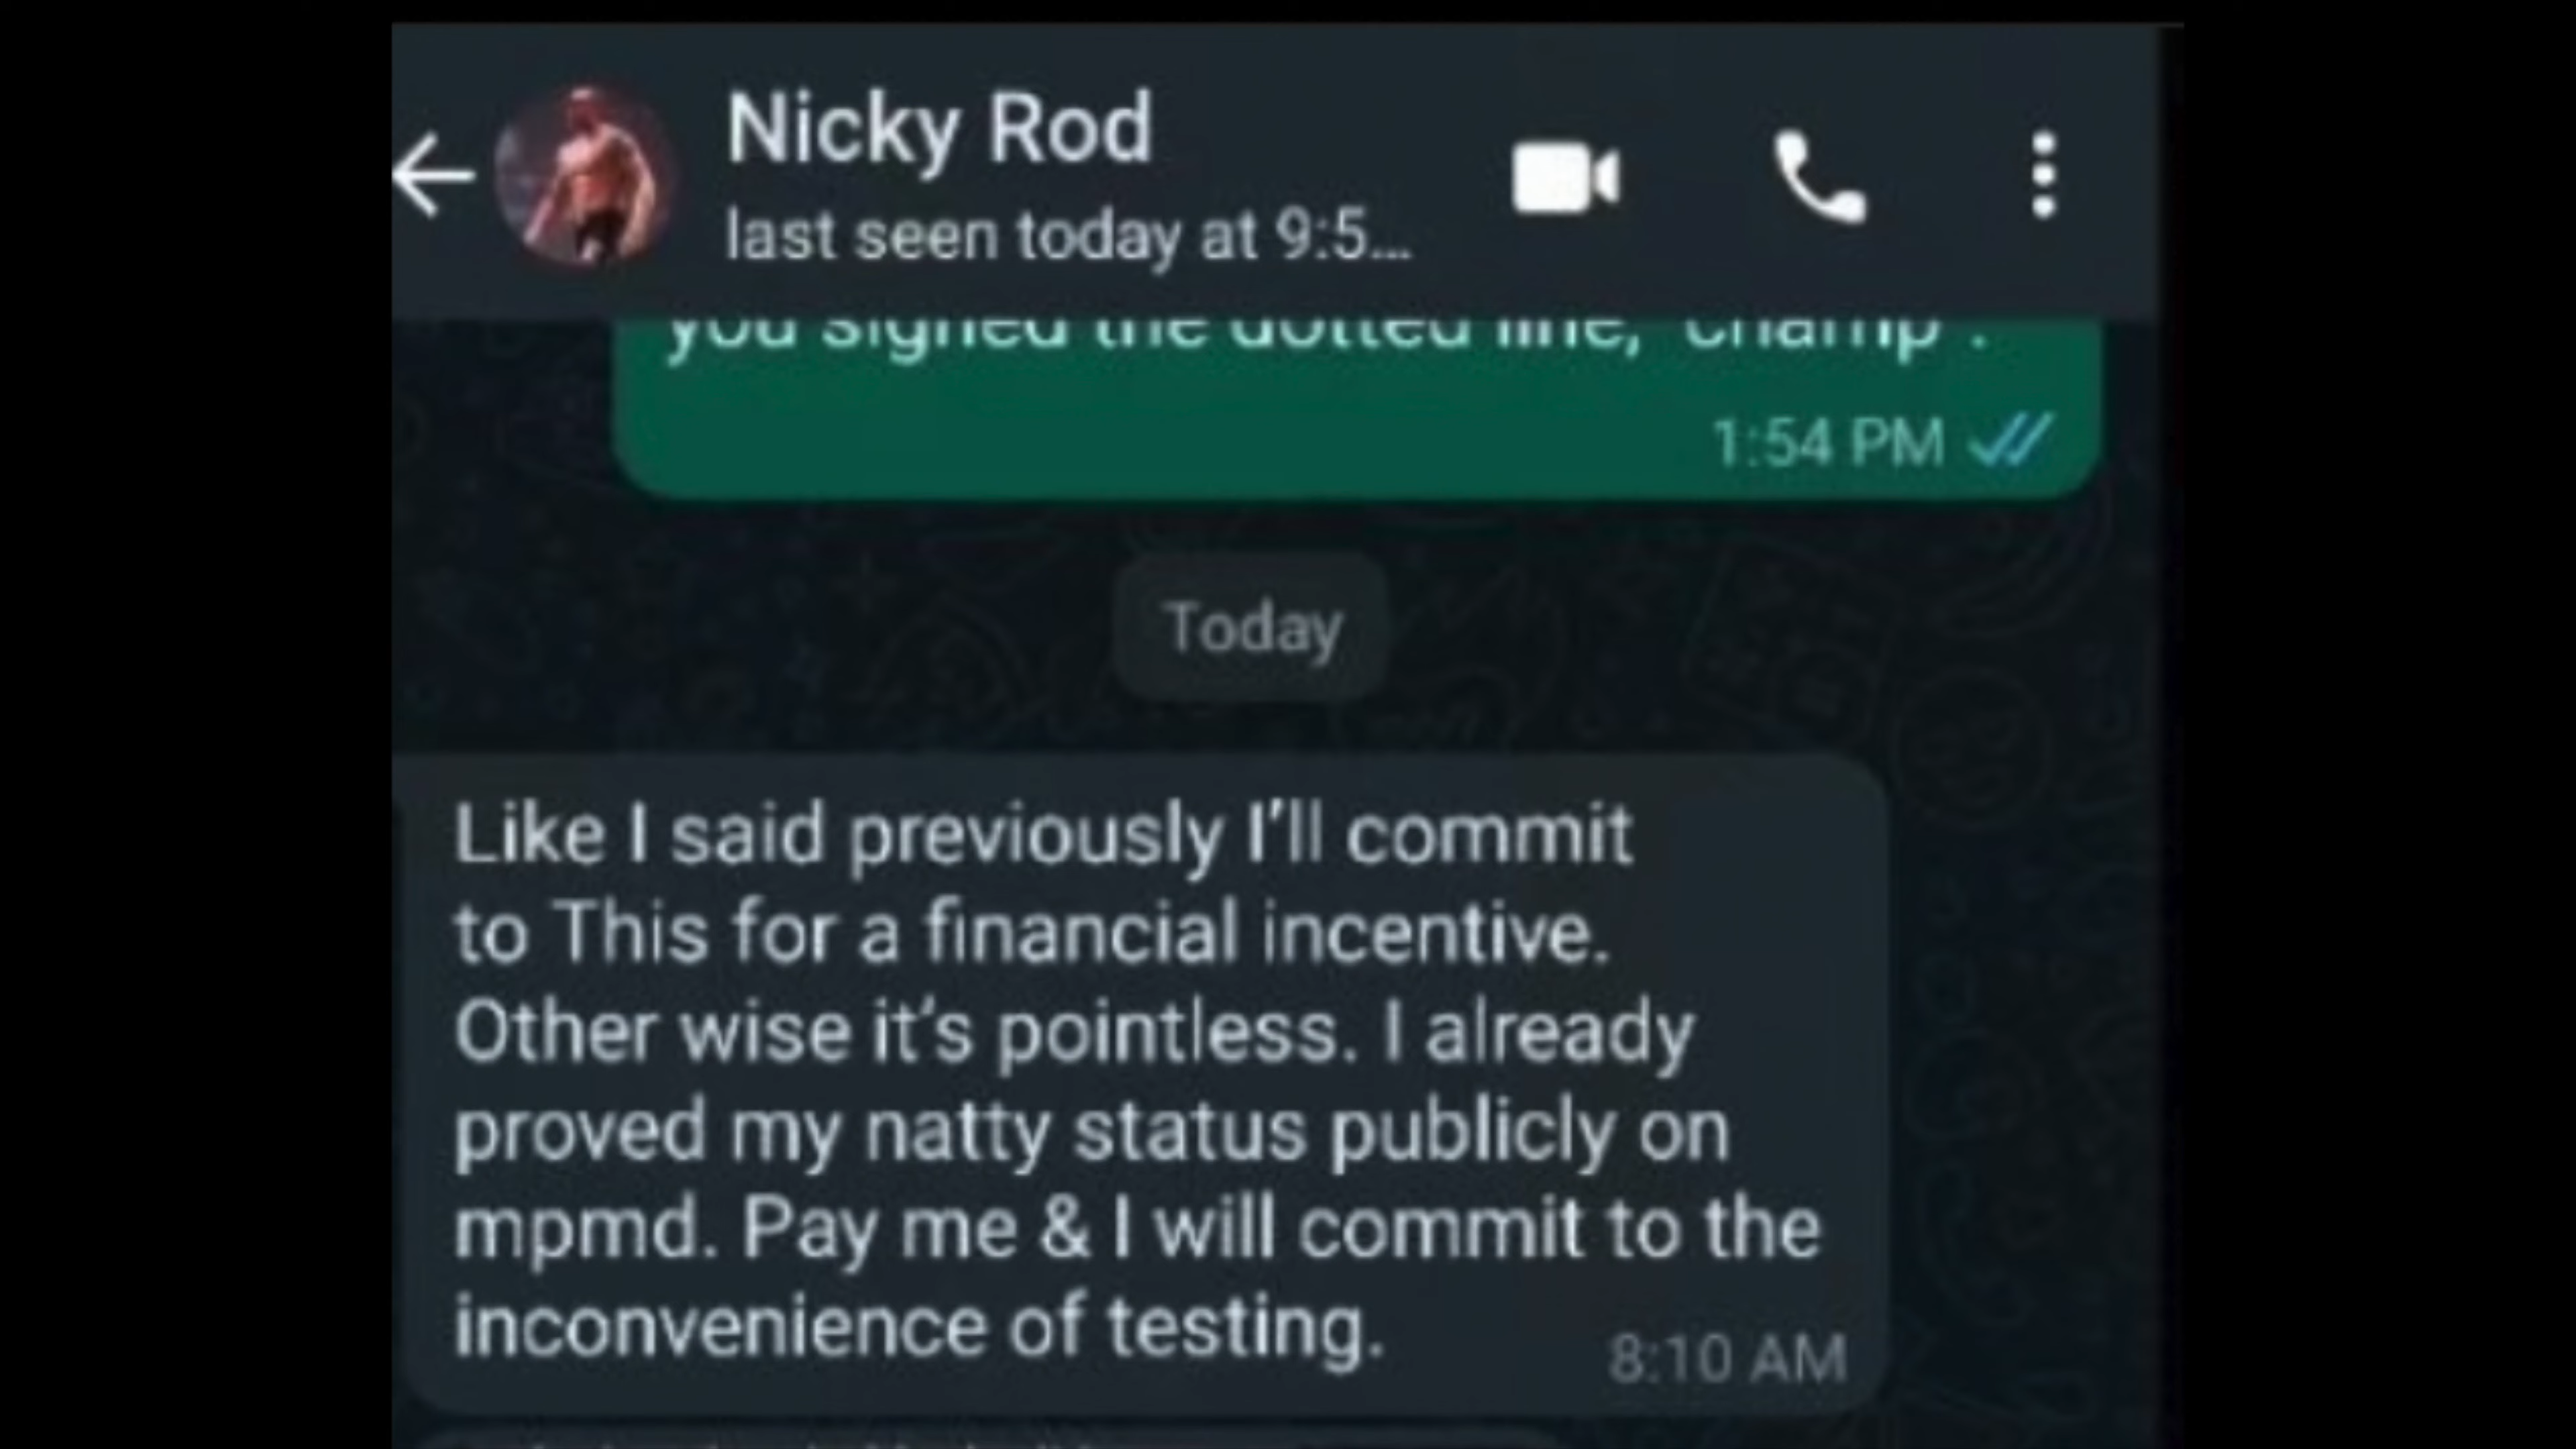 Nicky Rod
last seen today at 9:5...
you signed the dotted line, "champ".
1:54 PM
Today
Like I said previously I'll commit
to This for a financial incentive.
Other wise it's pointless. I already
proved my natty status publicly on
mpmd. Pay me & I will commit to the
inconvenience of testing.
8:10 AM